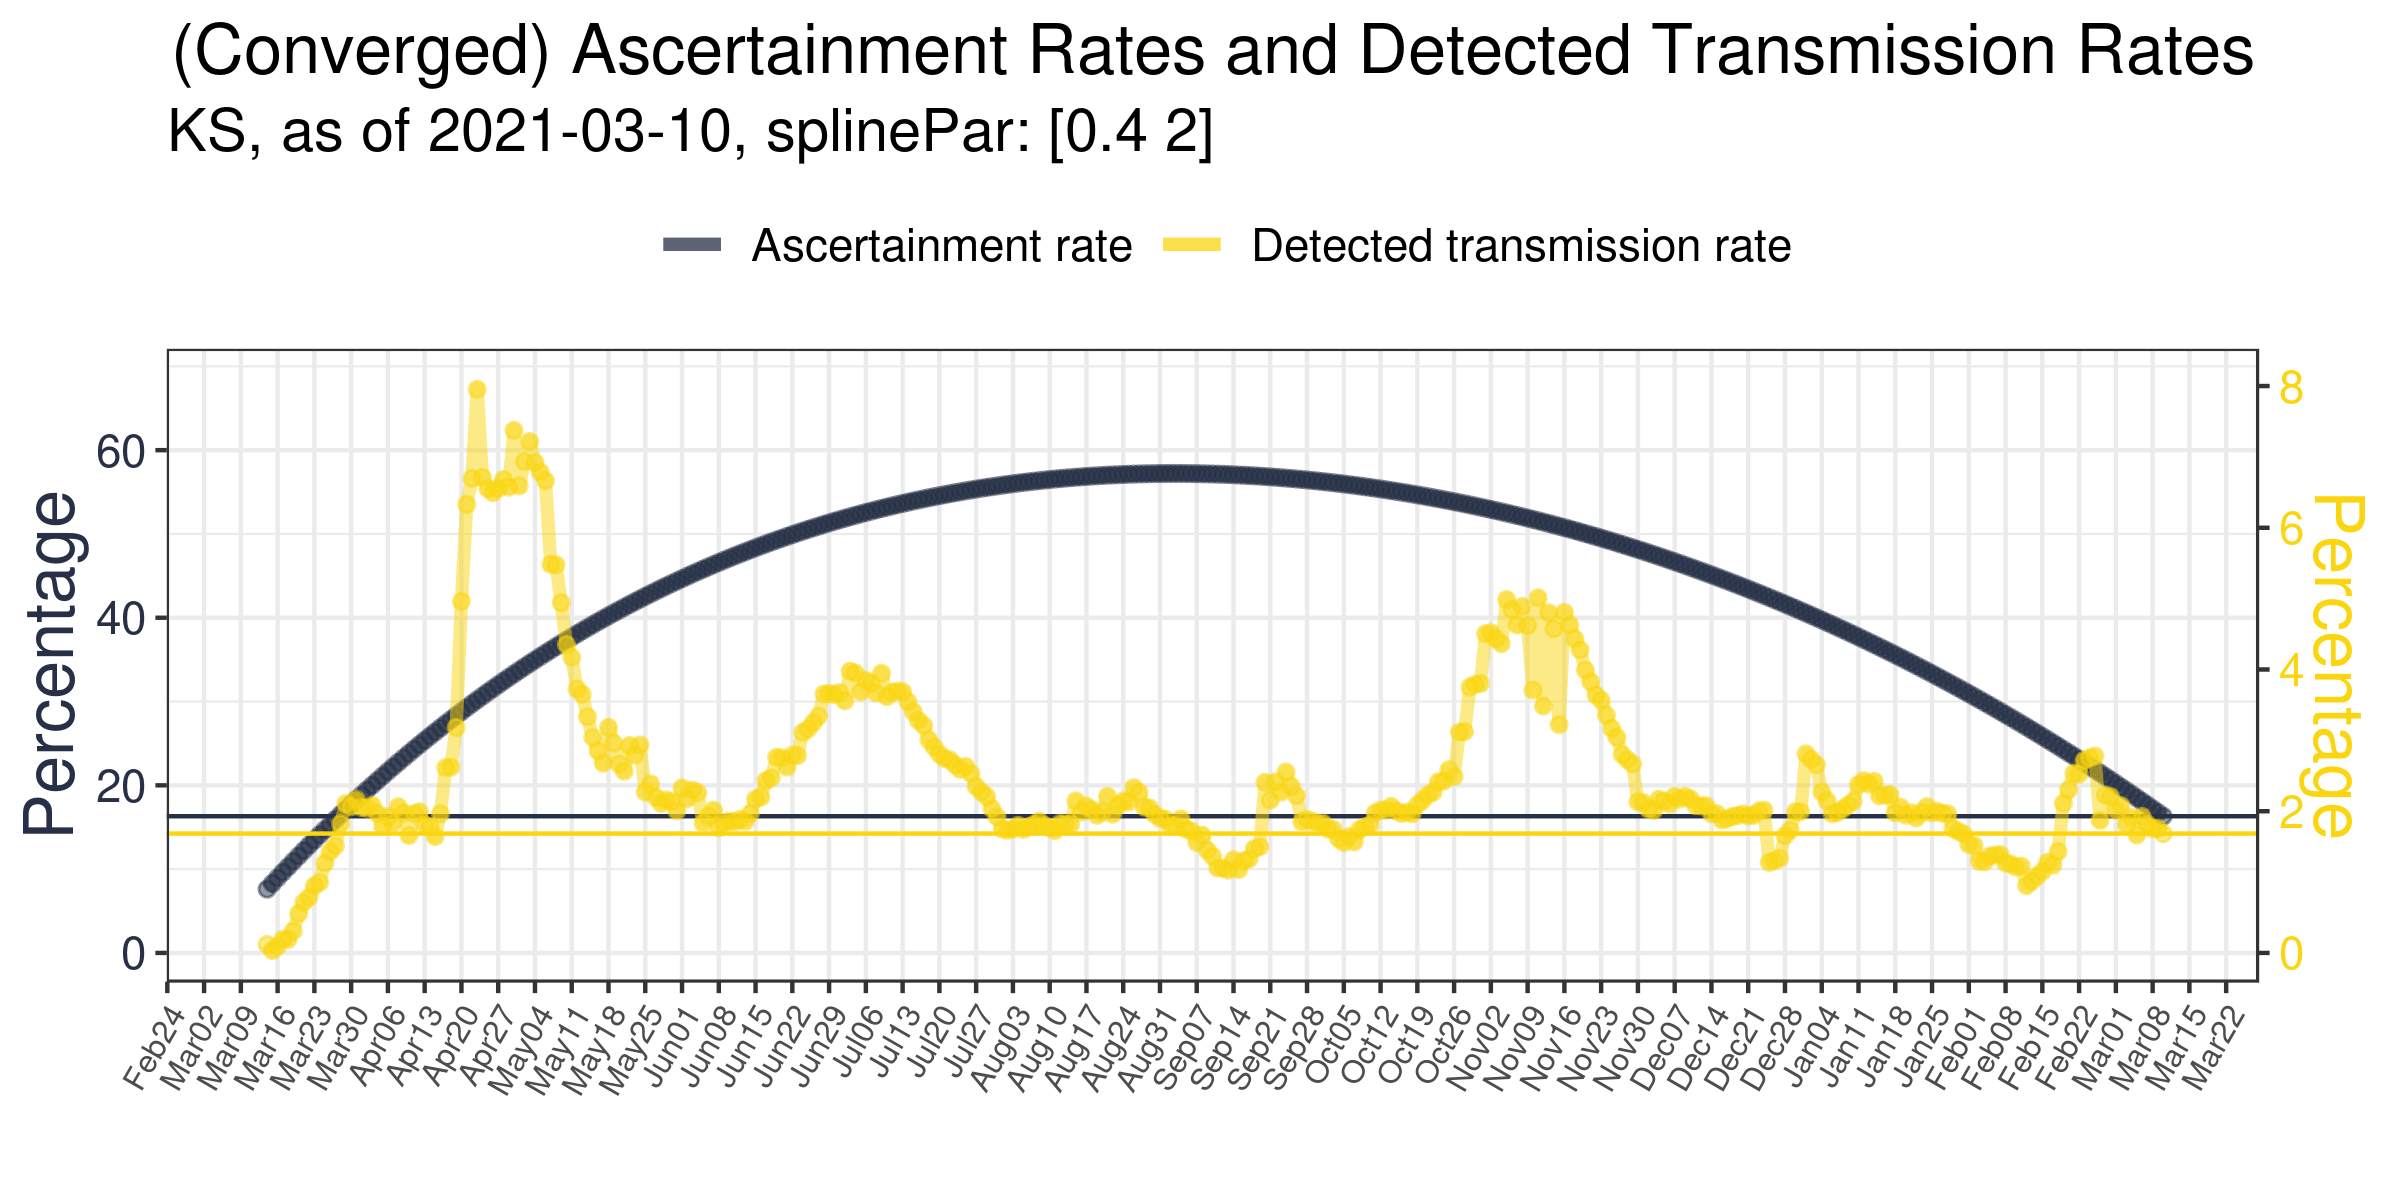 (Converged) Ascertainment Rates and Detected Transmission Rates
KS, as of 2021-03-10, splinePar: [0.4 2]
Ascertainment rate Detected transmission rate
Percentage
60
40
20
0
8
6
4
2
0
Percentage
Feb24 Mar02 Mar09 Mar16 Mar23 Mar30 Apr06 Apr13 Apr20 Apr27 May04 May11 May18 May25 Jun01 Jun08 Jun15 Jun22 Jun29 Jul06 Jul13 Jul20 Jul27 Aug03 Aug10 Aug17 Aug24 Aug31 Sep07 Sep14 Sep21 Sep28 Oct05 Oct12 Oct19 Oct26 Nov02 Nov09 Nov16 Nov23 Nov30 Dec07 Dec14 Dec21 Dec28 Jan04 Jan11 Jan18 Jan25 Feb01 Feb08 Feb15 Feb22 Mar01 Mar08 Mar15 Mar22